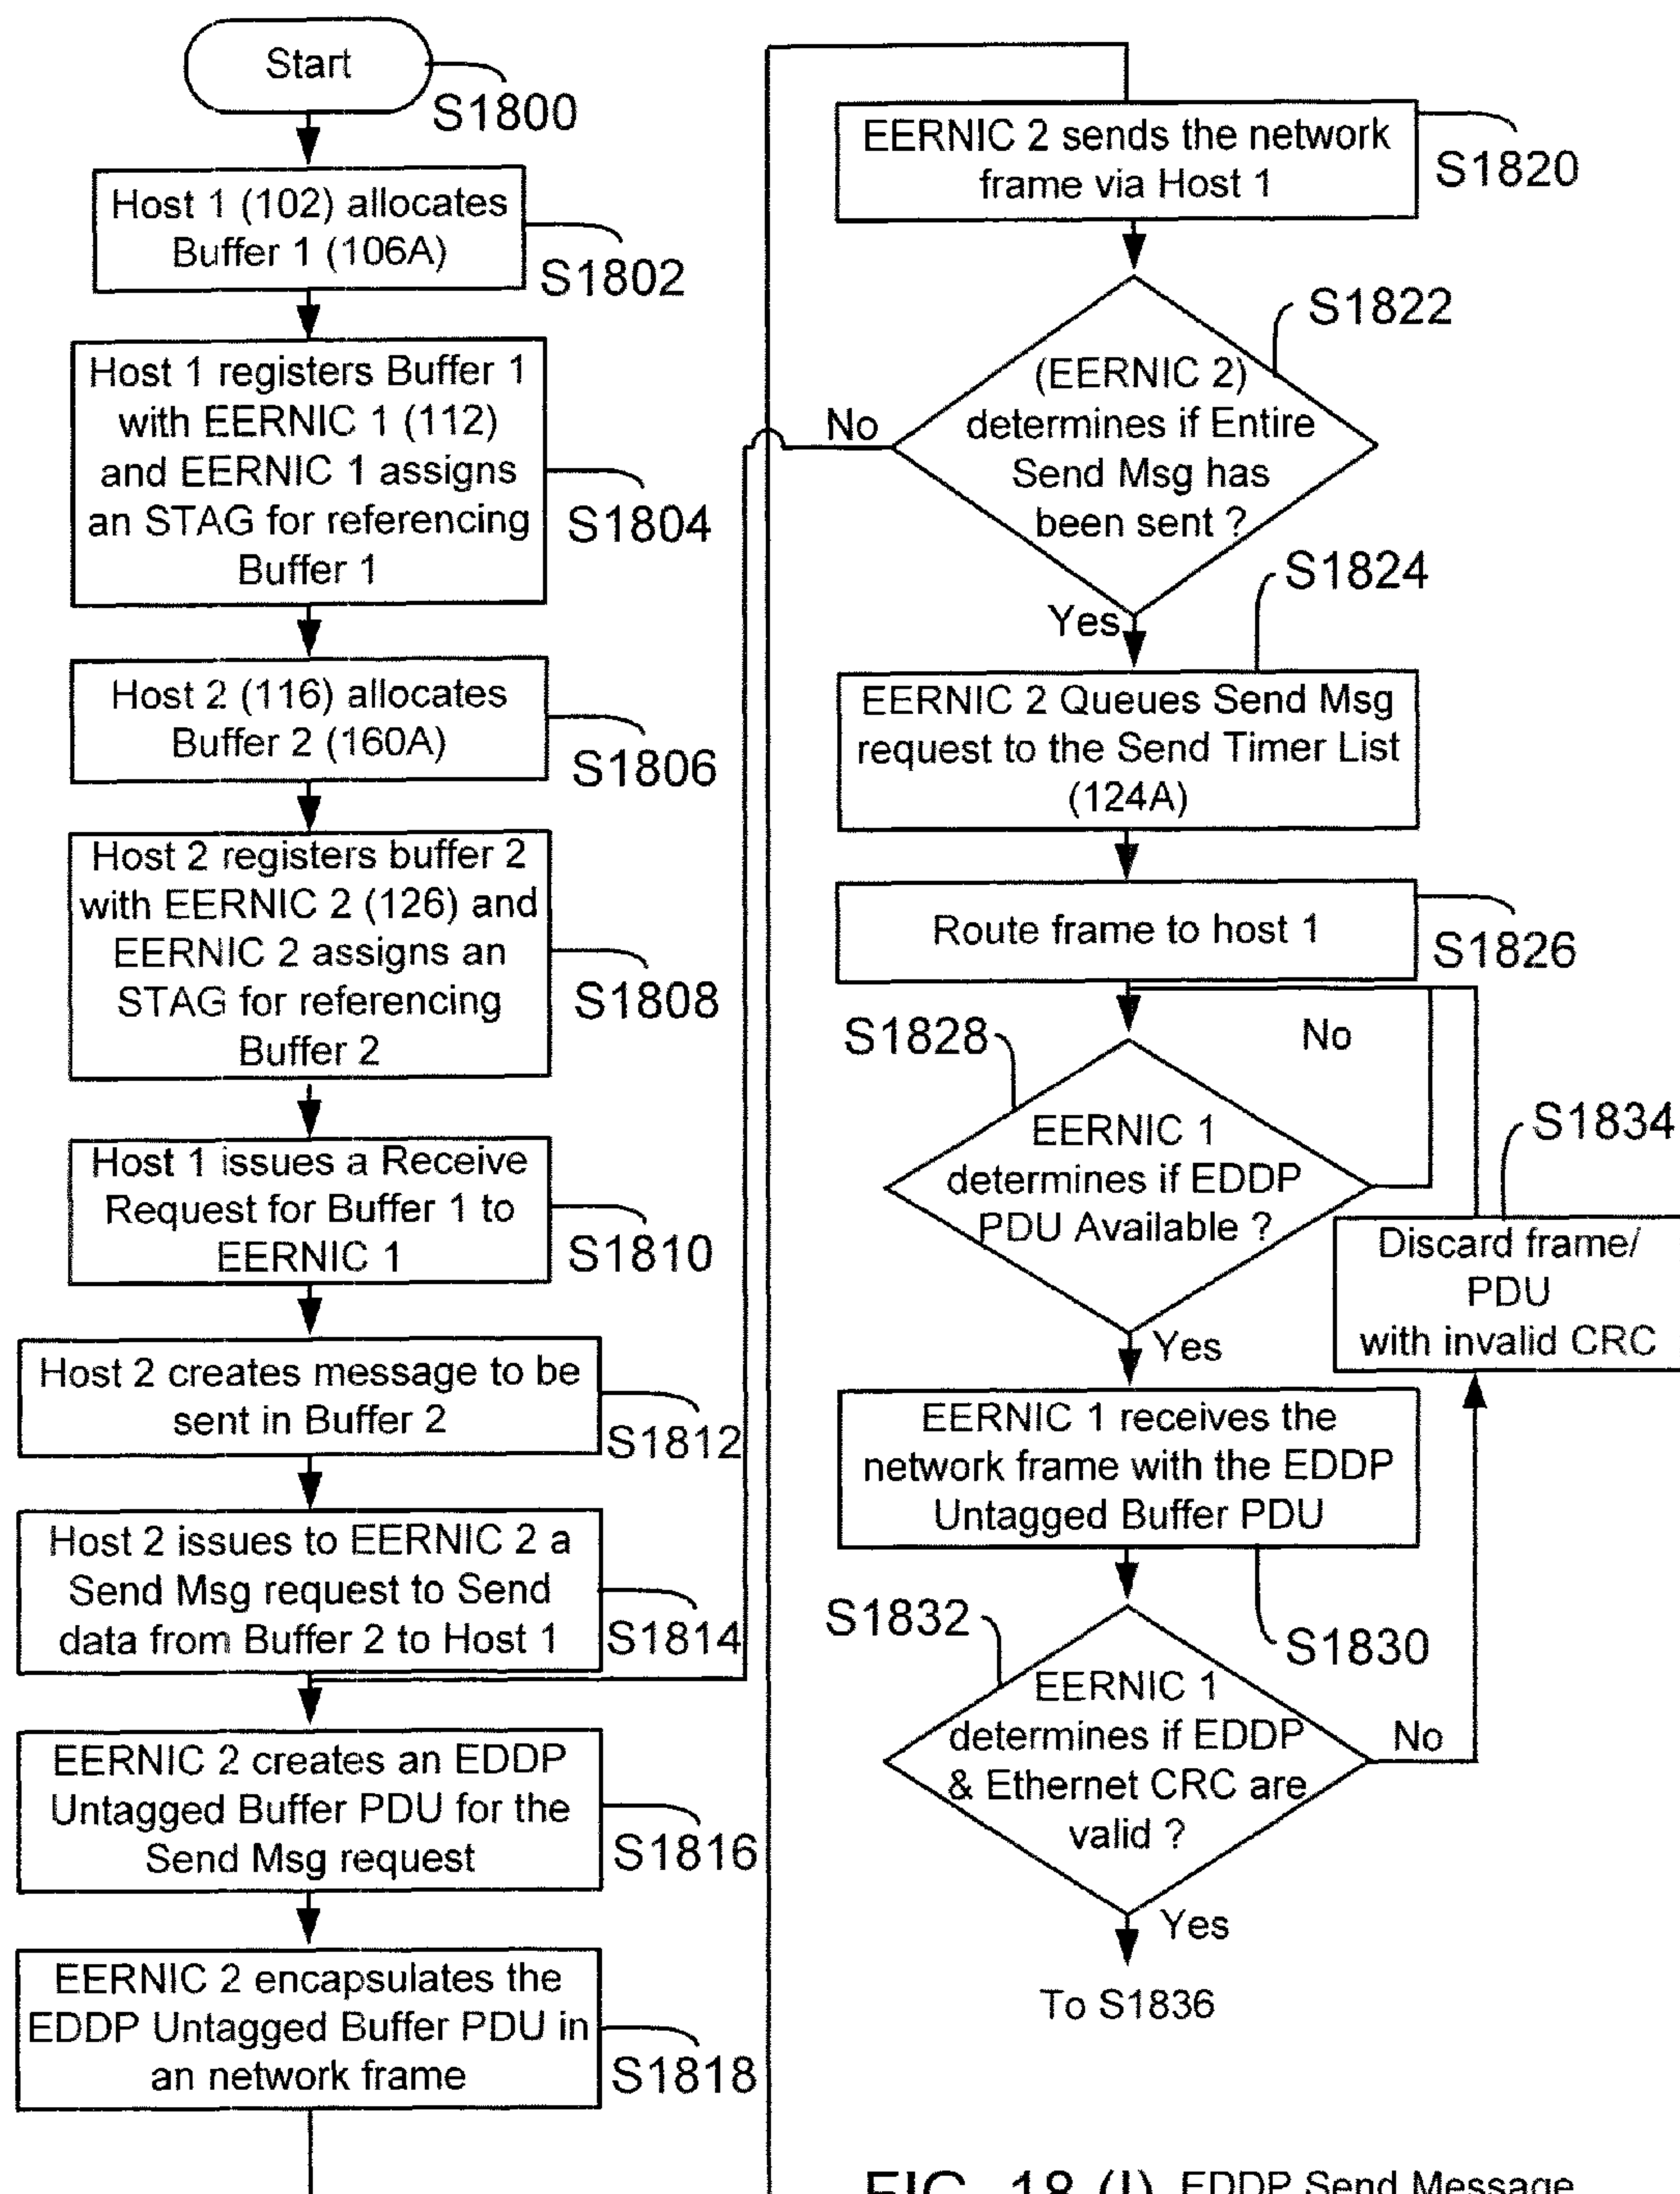 Start
S1800
Host 1 (102) allocates
Buffer 1 (106A)
S1802
Host 1 registers Buffer 1
with EERNIC 1 (112)
and EERNIC 1 assigns
an STAG for referencing
Buffer 1
S1804
Host 2 (116) allocates
Buffer 2 (160A)
S1806
Host 2 registers buffer 2
with EERNIC 2 (126) and
EERNIC 2 assigns an
STAG for referencing
Buffer 2
S1808
Host 1 issues a Receive
Request for Buffer 1 to
EERNIC 1
S1810
Host 2 creates message to be
sent in Buffer 2
S1812
Host 2 issues to EERNIC 2 a
Send Msg request to Send
data from Buffer 2 to Host 1
S1814
EERNIC 2 creates an EDDP
Untagged Buffer PDU for the
Send Msg request
S1816
EERNIC 2 encapsulates the
EDDP Untagged Buffer PDU in
an network frame
S1818
EERNIC 2 sends the network
frame via Host 1
S1820
S1822
(EERNIC 2)
determines if Entire
Send Msg has
been sent ?
No
Yes
S1824
EERNIC 2 Queues Send Msg
request to the Send Timer List
(124A)
Route frame to host 1
S1826
S1828
No
EERNIC 1
determines if EDDP
PDU Available ?
Yes
S1834
Discard frame/
PDU
with invalid CRC
EERNIC 1 receives the
network frame with the EDDP
Untagged Buffer PDU
S1830
S1832
EERNIC 1
determines if EDDP
& Ethernet CRC are
valid ?
No
Yes
To S1836
FIG. 18 (I) EDDP Send Message